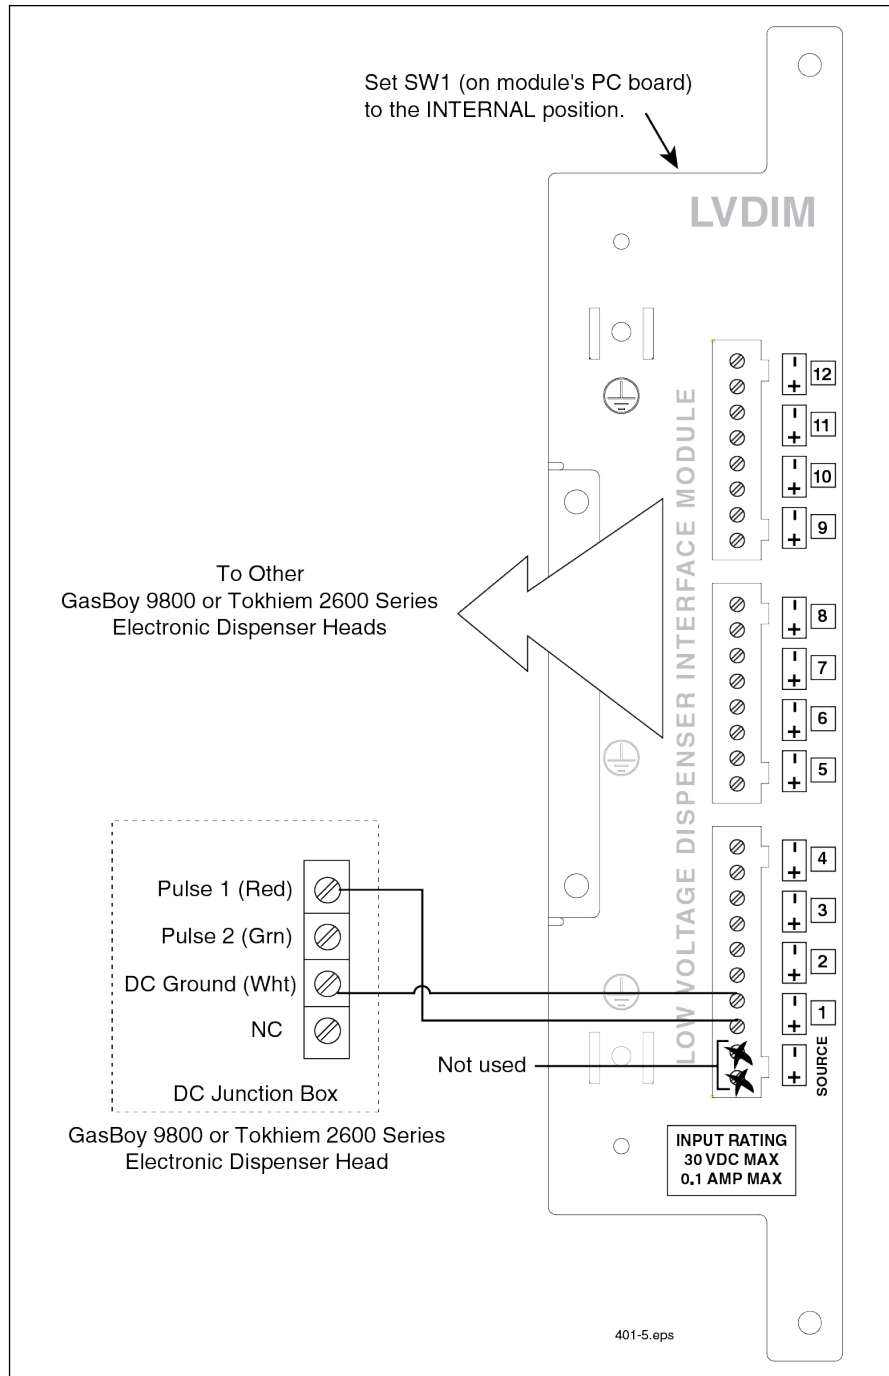 Set SW1 (on module's PC board)
to the INTERNAL position.
LVDIM
LOW VOLTAGE DISPENSER INTERFACE MODULE
- + 12
- + 11
- + 10
- + 9
To Other
GasBoy 9800 or Tokhiem 2600 Series
Electronic Dispenser Heads
- + 8
- + 7
- + 6
- + 5
- + 4
- + 3
- + 2
- + 1
- + SOURCE
Pulse 1 (Red)
Pulse 2 (Grn)
DC Ground (Wht)
NC
DC Junction Box
Not used
GasBoy 9800 or Tokhiem 2600 Series
Electronic Dispenser Head
INPUT RATING
30 VDC MAX
0.1 AMP MAX
401-5.eps